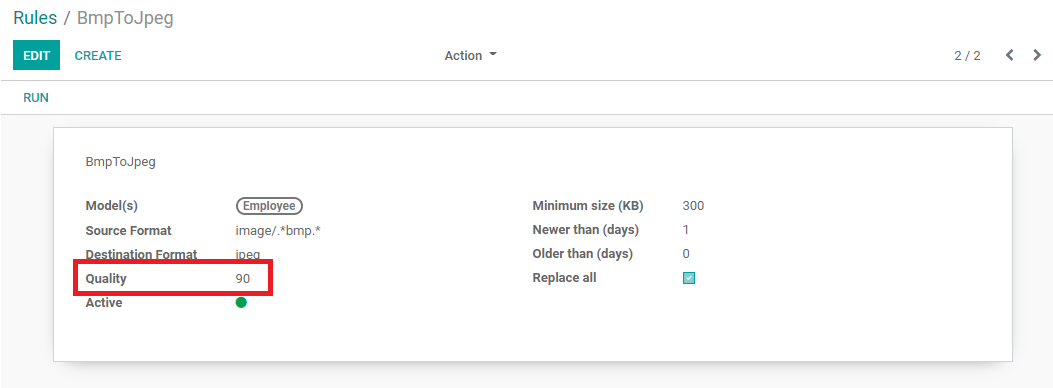 Rules / BmpToJpeg
EDIT CREATE Action 2 / 2
RUN
BmpToJpeg
Model(s) Employee
Source Format image/.*bmp.*
Destination Format jpeg
Quality 90
Active
Minimum size (KB) 300
Newer than (days) 1
Older than (days) 0
Replace all